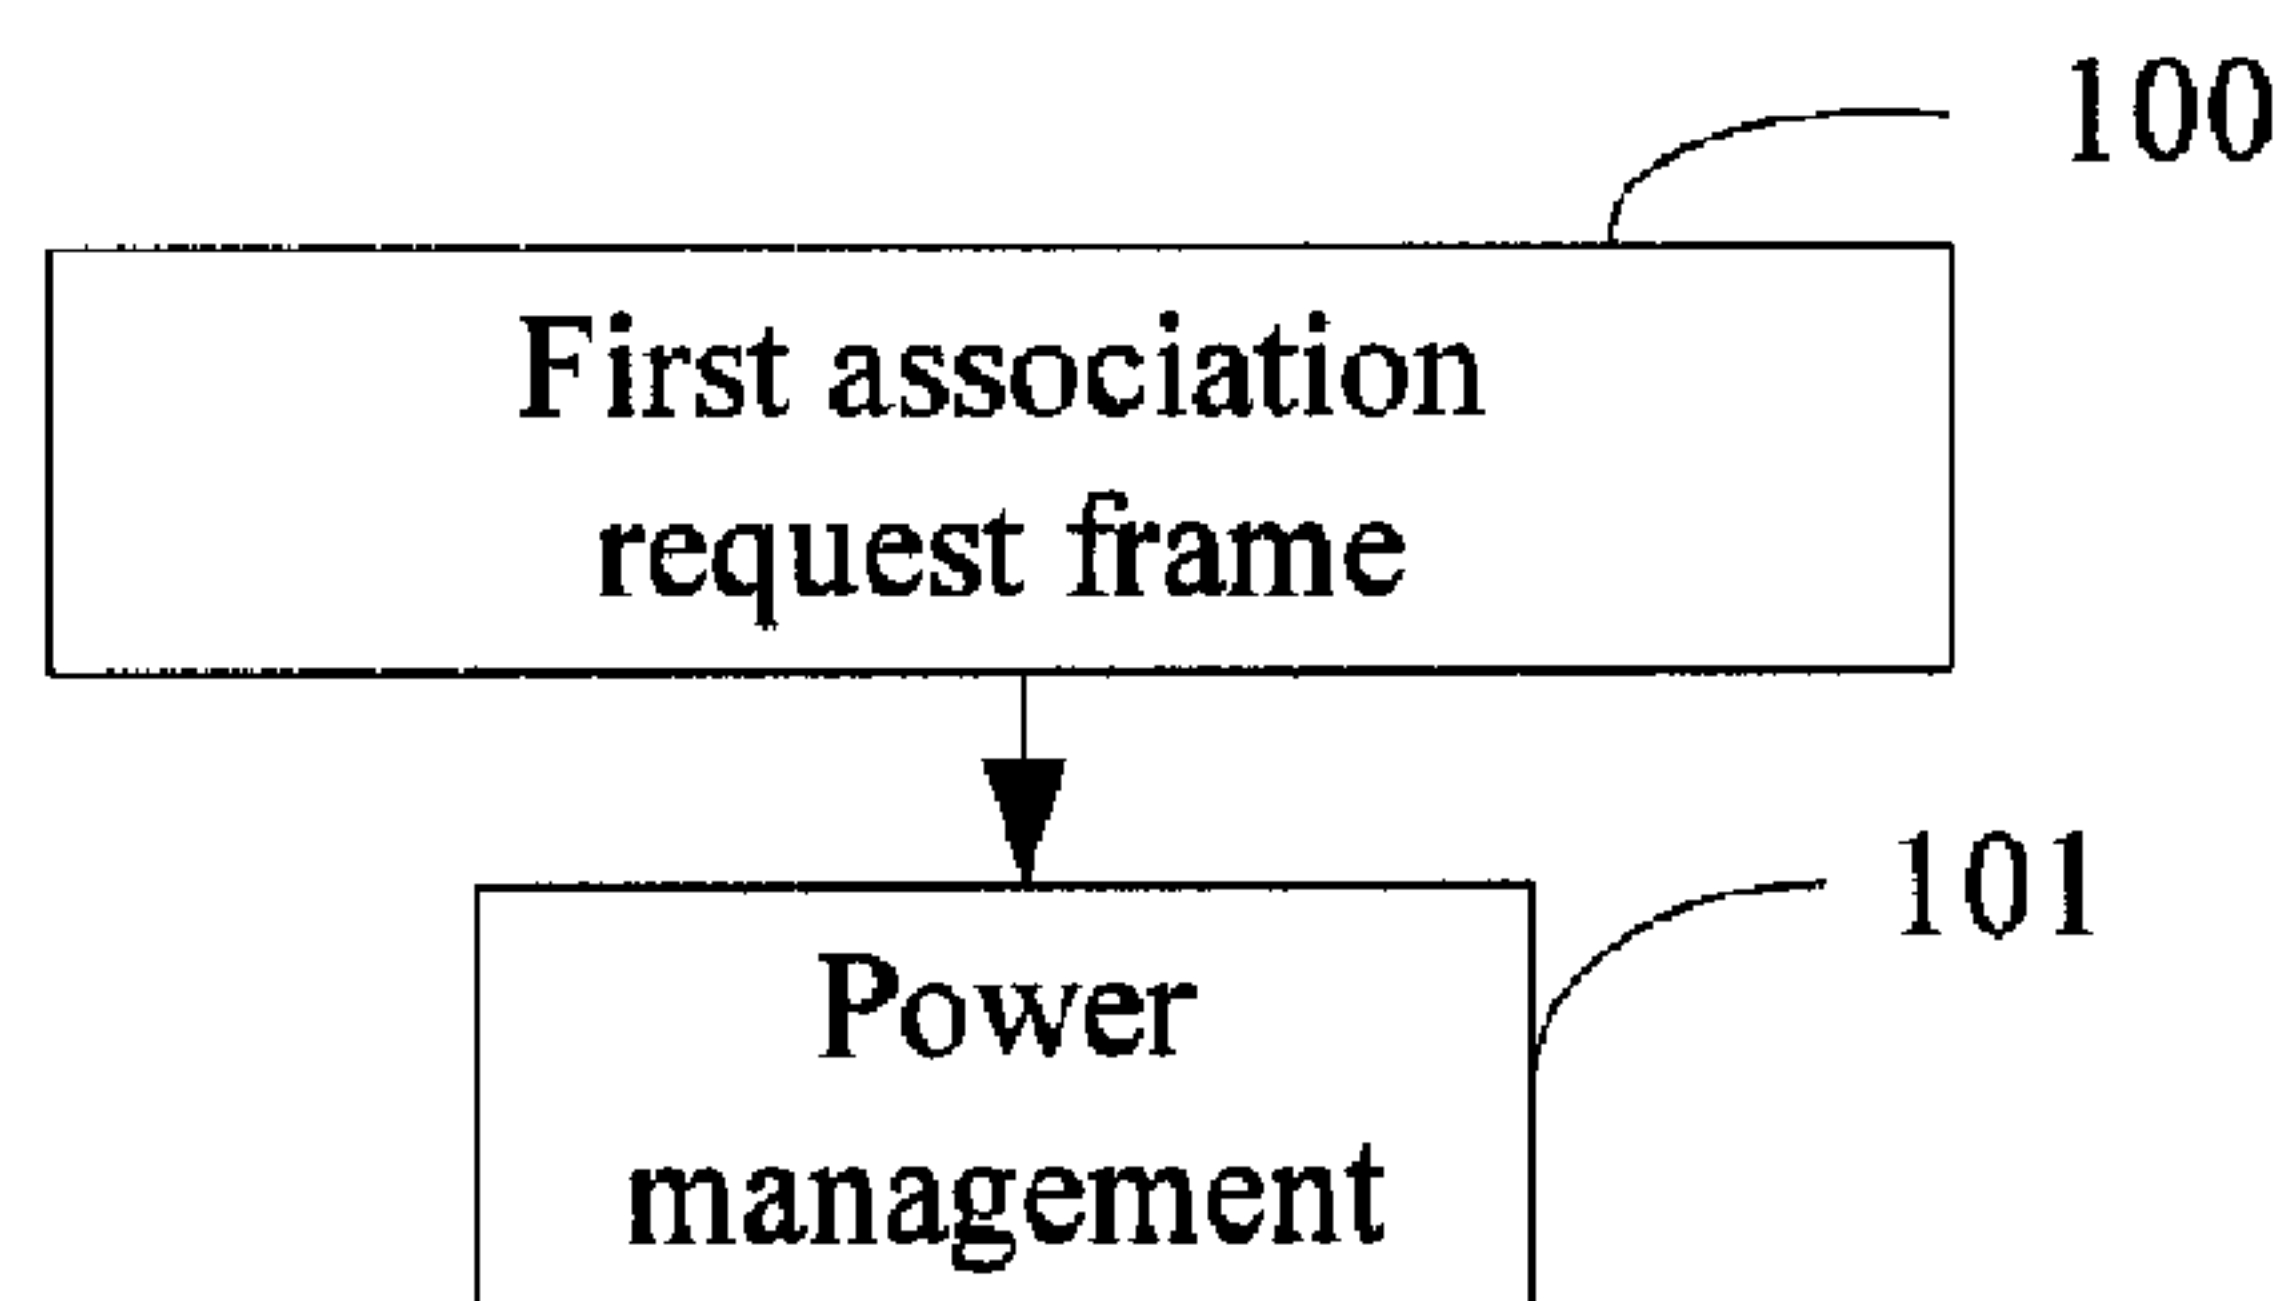 100
First association
request frame
101
Power
management